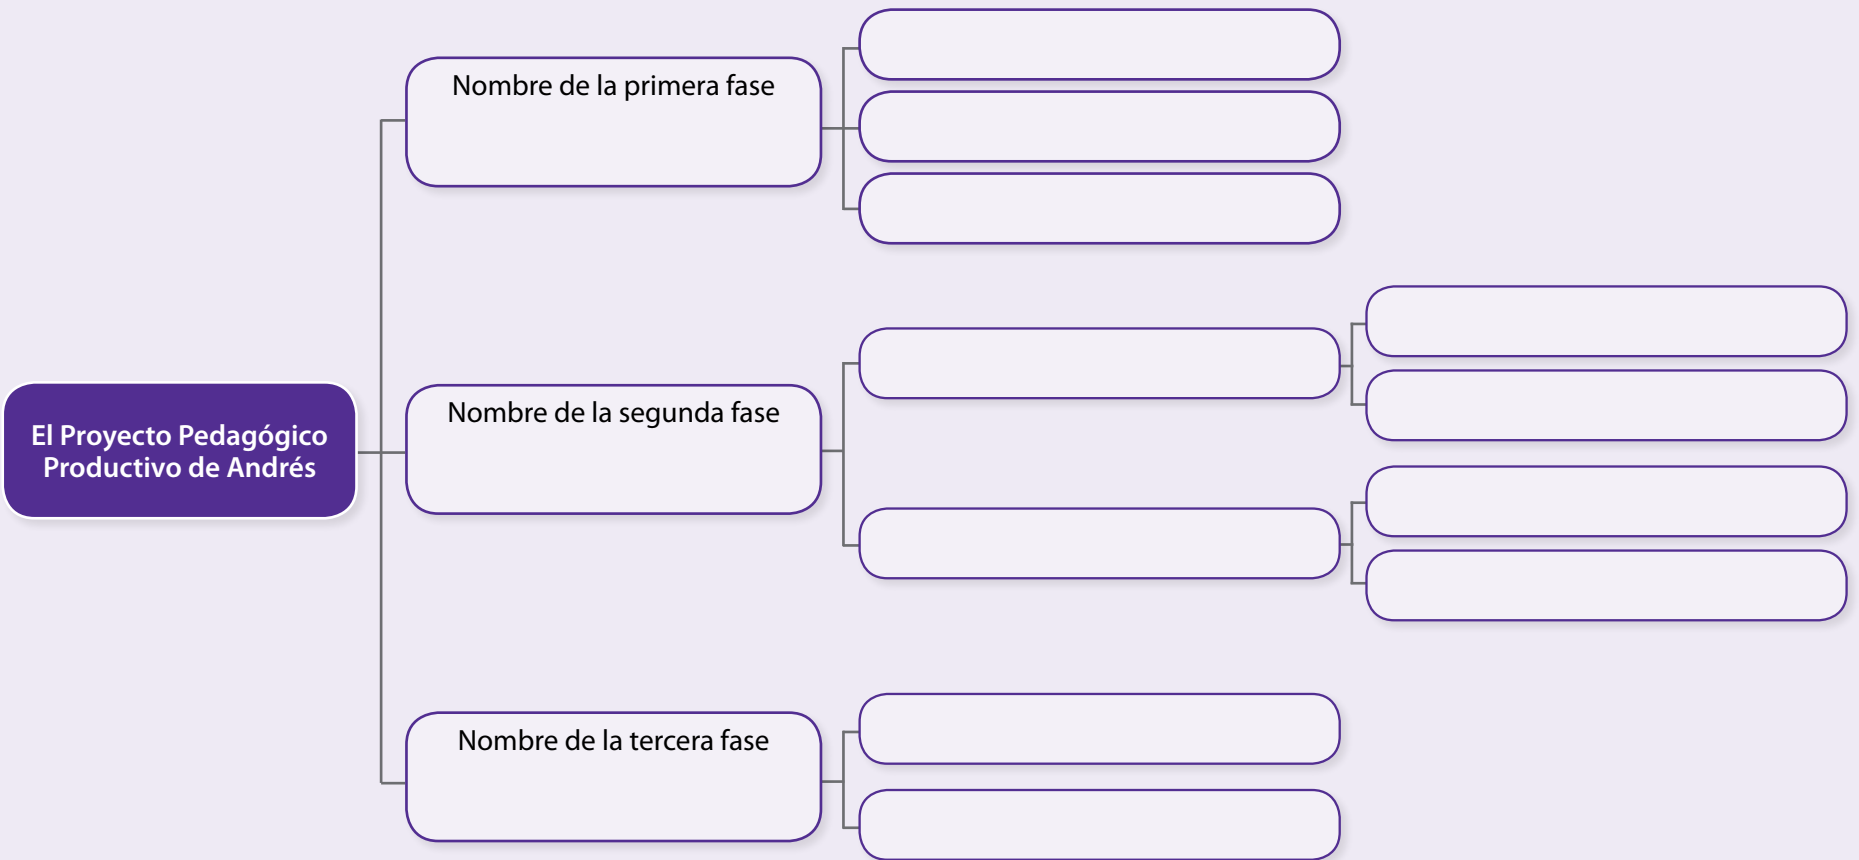 Nombre de la primera fase
El Proyecto Pedagógico
Productivo de Andrés
Nombre de la segunda fase
Nombre de la tercera fase